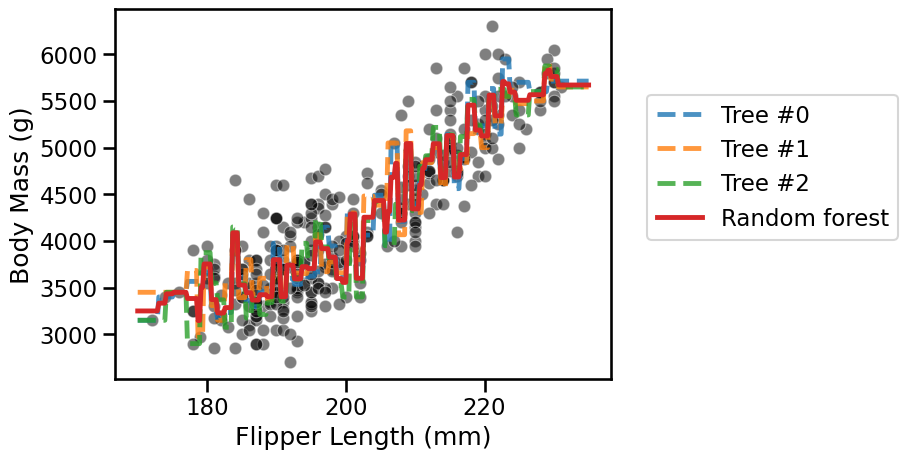 6000
5500
5000
4500
4000
3500
3000
Body Mass (g)
180
200
220
Flipper Length (mm)
Tree #0
Tree #1
Tree #2
Random forest